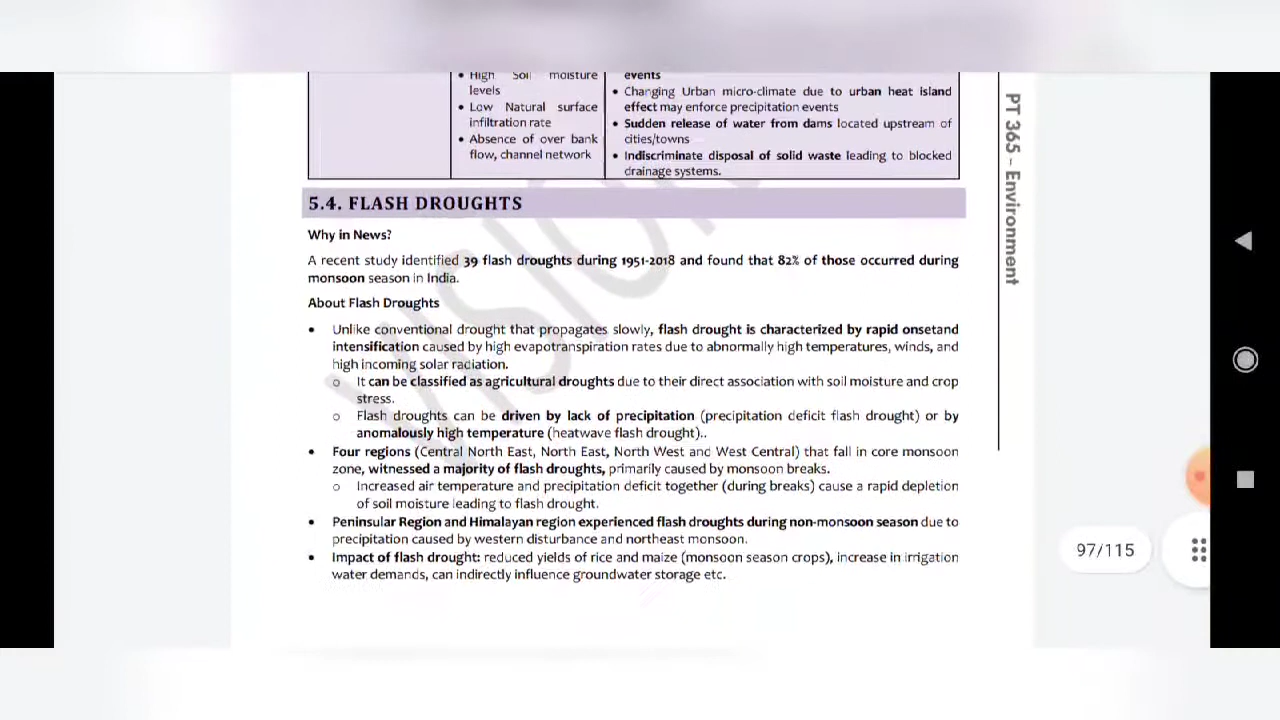 • High Soil moisture
levels
• Low Natural surface
infiltration rate
• Absence of over bank
flow, channel network
events
• Changing Urban micro-climate due to urban heat island
effect may enforce precipitation events
• Sudden release of water from dams located upstream of
cities/towns
• Indiscriminate disposal of solid waste leading to blocked
drainage systems.
PT 365 - Environment
5.4. FLASH DROUGHTS
Why in News?
A recent study identified 39 flash droughts during 1951-2018 and found that 82% of those occurred during
monsoon season in India.
About Flash Droughts
• Unlike conventional drought that propagates slowly, flash drought is characterized by rapid onsetand
intensification caused by high evapotranspiration rates due to abnormally high temperatures, winds, and
high incoming solar radiation.
o It can be classified as agricultural droughts due to their direct association with soil moisture and crop
stress.
o Flash droughts can be driven by lack of precipitation (precipitation deficit flash drought) or by
anomalously high temperature (heatwave flash drought)..
• Four regions (Central North East, North East, North West and West Central) that fall in core monsoon
zone, witnessed a majority of flash droughts, primarily caused by monsoon breaks.
o Increased air temperature and precipitation deficit together (during breaks) cause a rapid depletion
of soil moisture leading to flash drought.
• Peninsular Region and Himalayan region experienced flash droughts during non-monsoon season due to
precipitation caused by western disturbance and northeast monsoon.
• Impact of flash drought: reduced yields of rice and maize (monsoon season crops), increase in irrigation
water demands, can indirectly influence groundwater storage etc.
VISION
97/115